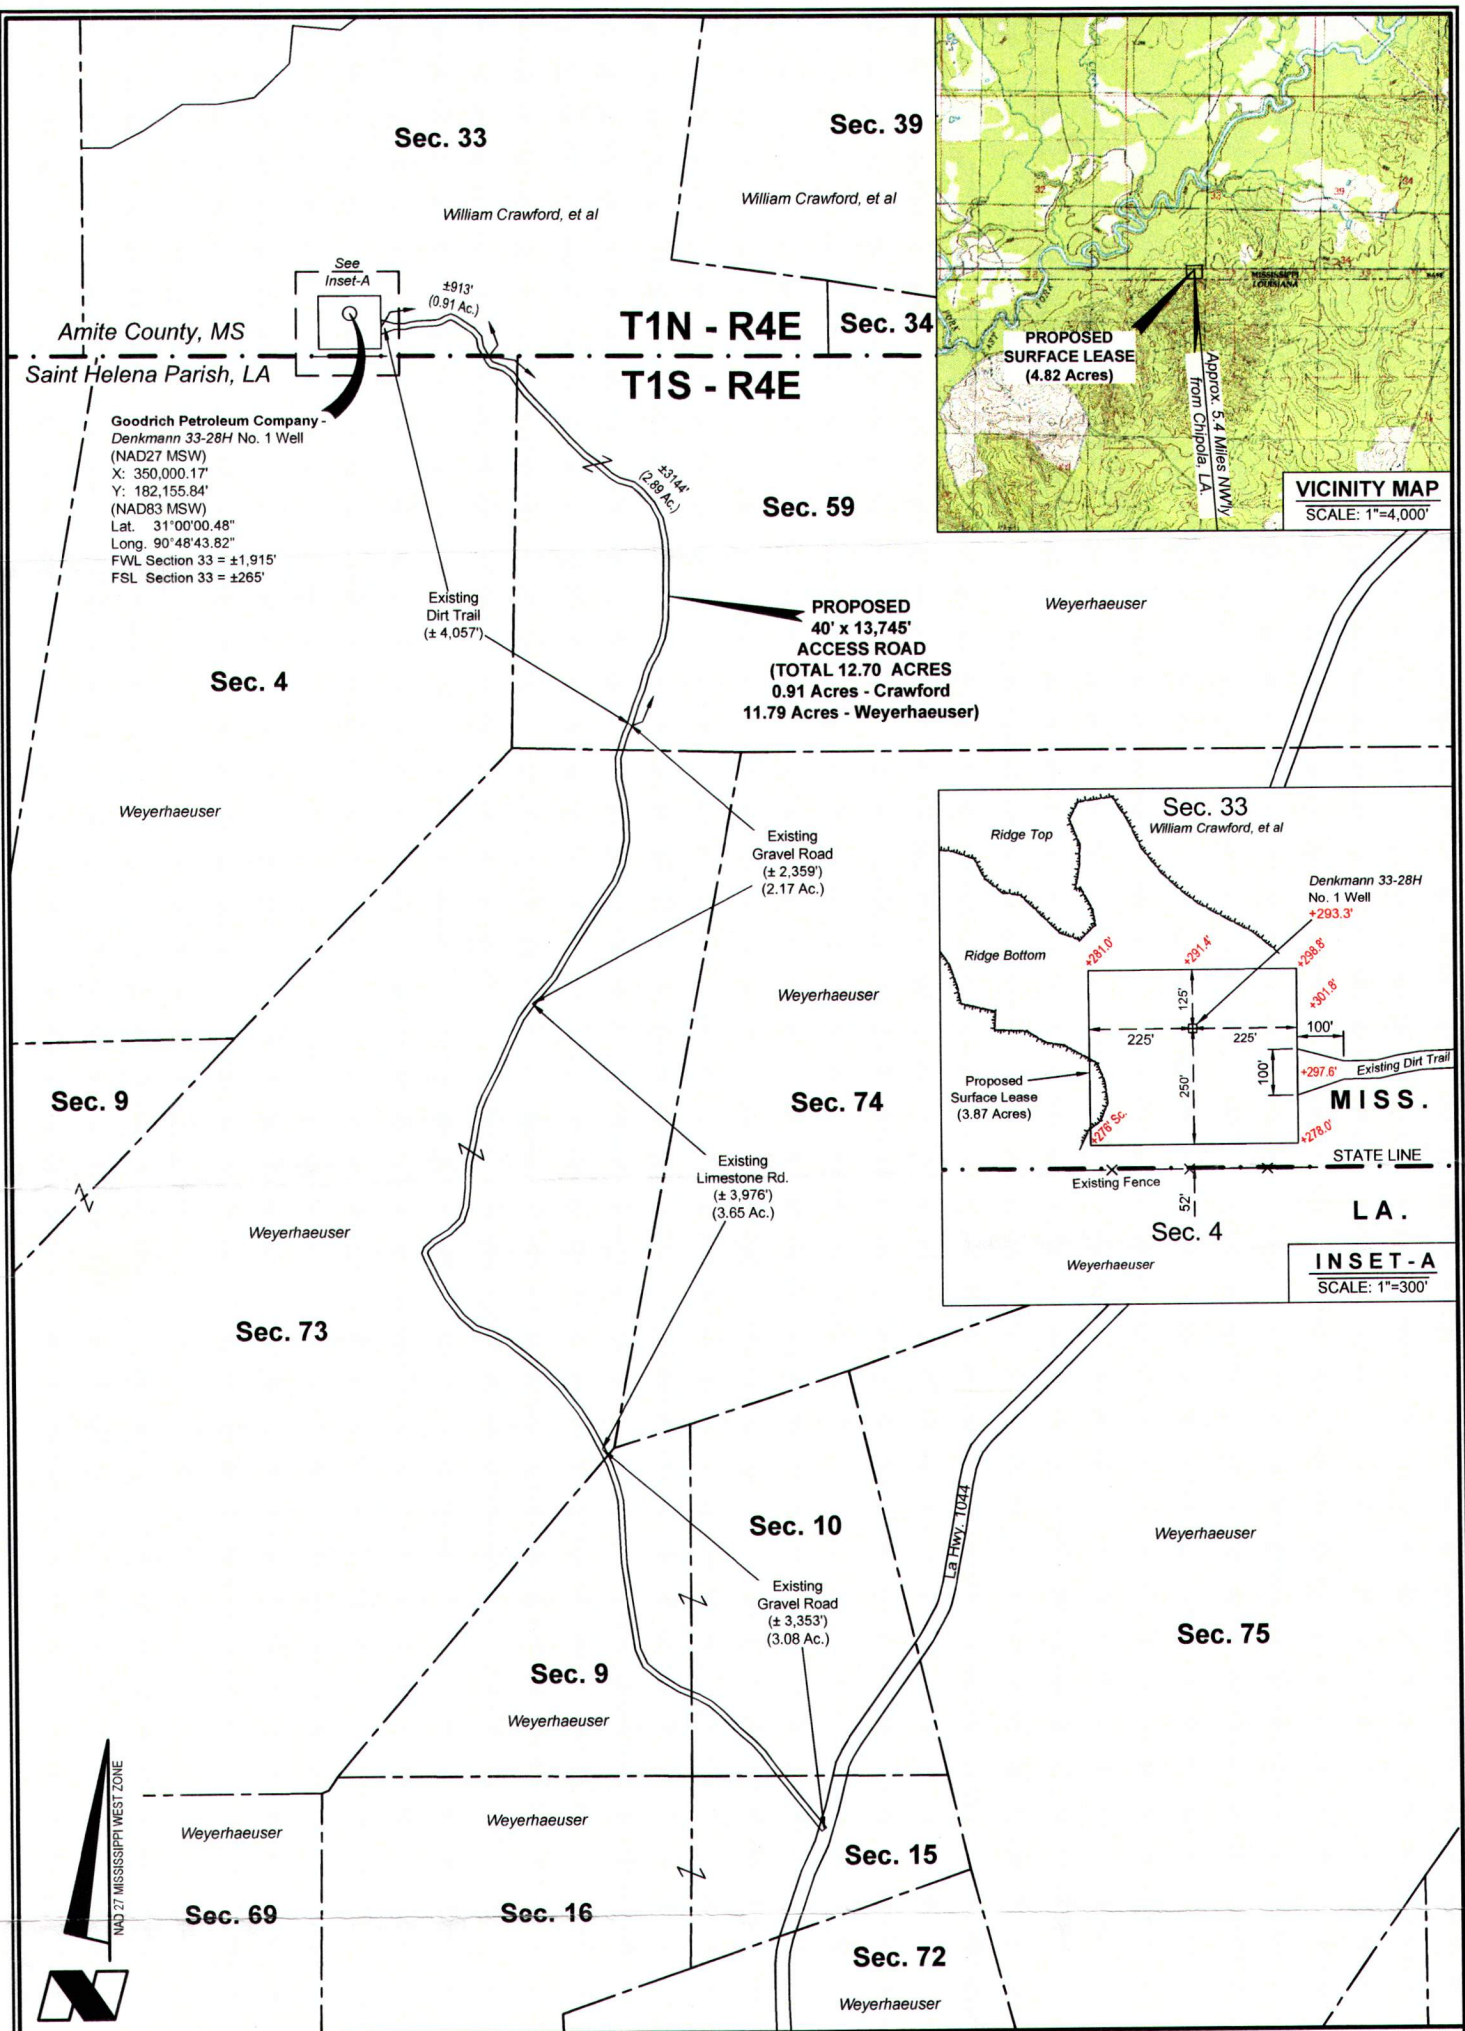 Sec. 33
William Crawford, et al
Sec. 39
William Crawford, et al
See
Inset-A
±913'
(0.91 Ac.)
Amite County, MS
T1N - R4E
Sec. 34
Saint Helena Parish, LA
T1S - R4E
Goodrich Petroleum Company -
Denkmann 33-28H No. 1 Well
(NAD27 MSW)
X: 350,000.17'
Y: 182,155.84'
(NAD83 MSW)
Lat. 31°00'00.48"
Long. 90°48'43.82"
FWL Section 33 = ±1,915'
FSL Section 33 = ±265'
±3144'
(2.89 Ac.)
Sec. 59
Weyerhaeuser
Existing
Dirt Trail
(± 4,057')
PROPOSED
40' x 13,745'
ACCESS ROAD
(TOTAL 12.70 ACRES
0.91 Acres - Crawford
11.79 Acres - Weyerhaeuser)
Sec. 4
Weyerhaeuser
32
33
39
34
34
MISSISSIPPI
LOUISIANA
PROPOSED
SURFACE LEASE
(4.82 Acres)
Approx. 5.4 Miles NW'ly
from Chipola, LA.
VICINITY MAP
SCALE: 1"=4,000'
Existing
Gravel Road
(± 2,359')
(2.17 Ac.)
Weyerhaeuser
Sec. 74
Sec. 9
Existing
Limestone Rd.
(± 3,976')
(3.65 Ac.)
Weyerhaeuser
Sec. 73
Sec. 33
William Crawford, et al
Ridge Top
Denkmann 33-28H
No. 1 Well
+293.3'
Ridge Bottom
+281.0'
+291.4'
+298.8'
+301.8'
125'
225'
225'
100'
250'
100'
+297.6'
Existing Dirt Trail
Proposed
Surface Lease
(3.87 Acres)
MISS.
+276' Sc.
+278.0'
STATE LINE
Existing Fence
52'
LA.
Sec. 4
Weyerhaeuser
INSET-A
SCALE: 1"=300'
Sec. 10
La Hwy. 1044
Weyerhaeuser
Existing
Gravel Road
(± 3,353')
(3.08 Ac.)
Sec. 75
Sec. 9
Weyerhaeuser
NAD 27 MISSISSIPPI WEST ZONE
Weyerhaeuser
Weyerhaeuser
Sec. 15
Sec. 69
Sec. 16
Sec. 72
Weyerhaeuser
N